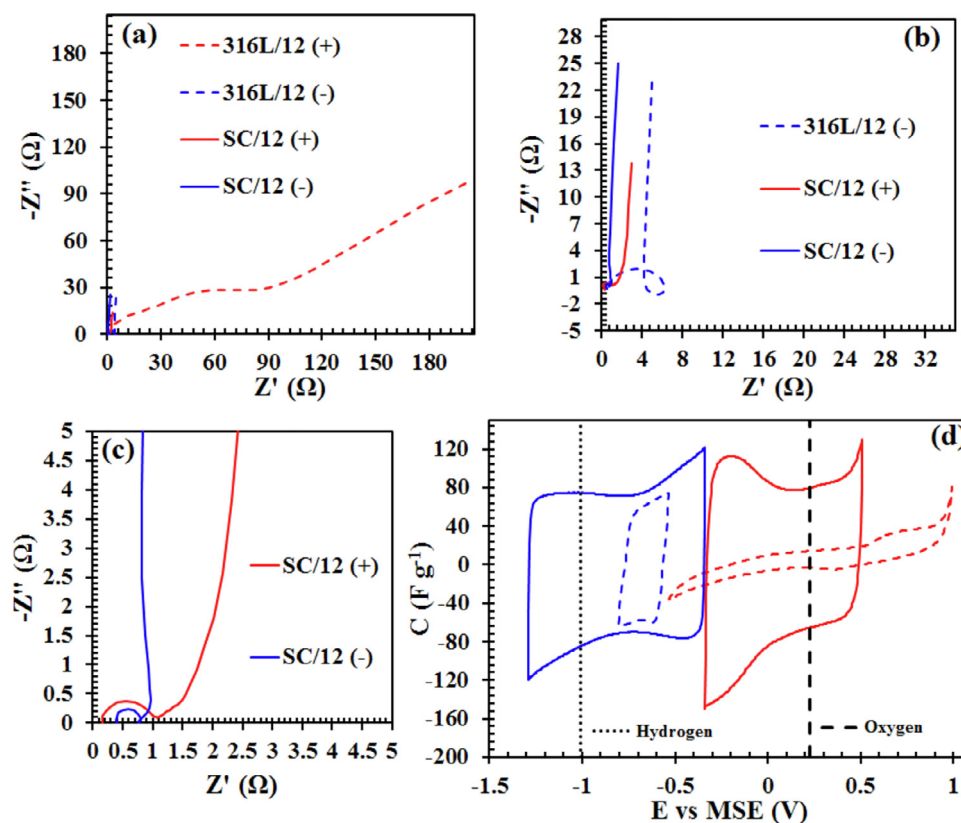 (a)
316L/12 (+)
316L/12 (-)
SC/12 (+)
SC/12 (-)
-Z'' (Ω)
180
150
120
90
60
30
0
0 30 60 90 120 150 180
Z' (Ω)
(b)
316L/12 (-)
SC/12 (+)
SC/12 (-)
-Z'' (Ω)
28
25
22
19
16
13
10
7
4
1
-2
-5
0 4 8 12 16 20 24 28 32
Z' (Ω)
(c)
SC/12 (+)
SC/12 (-)
-Z'' (Ω)
5
4.5
4
3.5
3
2.5
2
1.5
1
0.5
0
0 0.5 1 1.5 2 2.5 3 3.5 4 4.5 5
Z' (Ω)
(d)
C (F g⁻¹)
120
80
40
0
-40
-80
-120
-160
-200
Hydrogen
Oxygen
-1.5 -1 -0.5 0 0.5 1
E vs MSE (V)